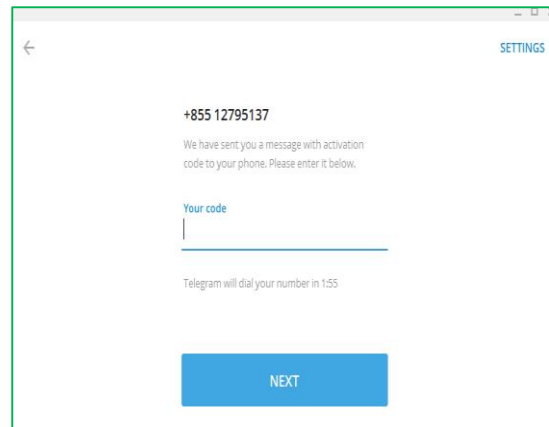 SETTINGS
+855 12795137
We have sent you a message with activation
code to your phone. Please enter it below.
Your code
Telegram will dial your number in 1:55
NEXT